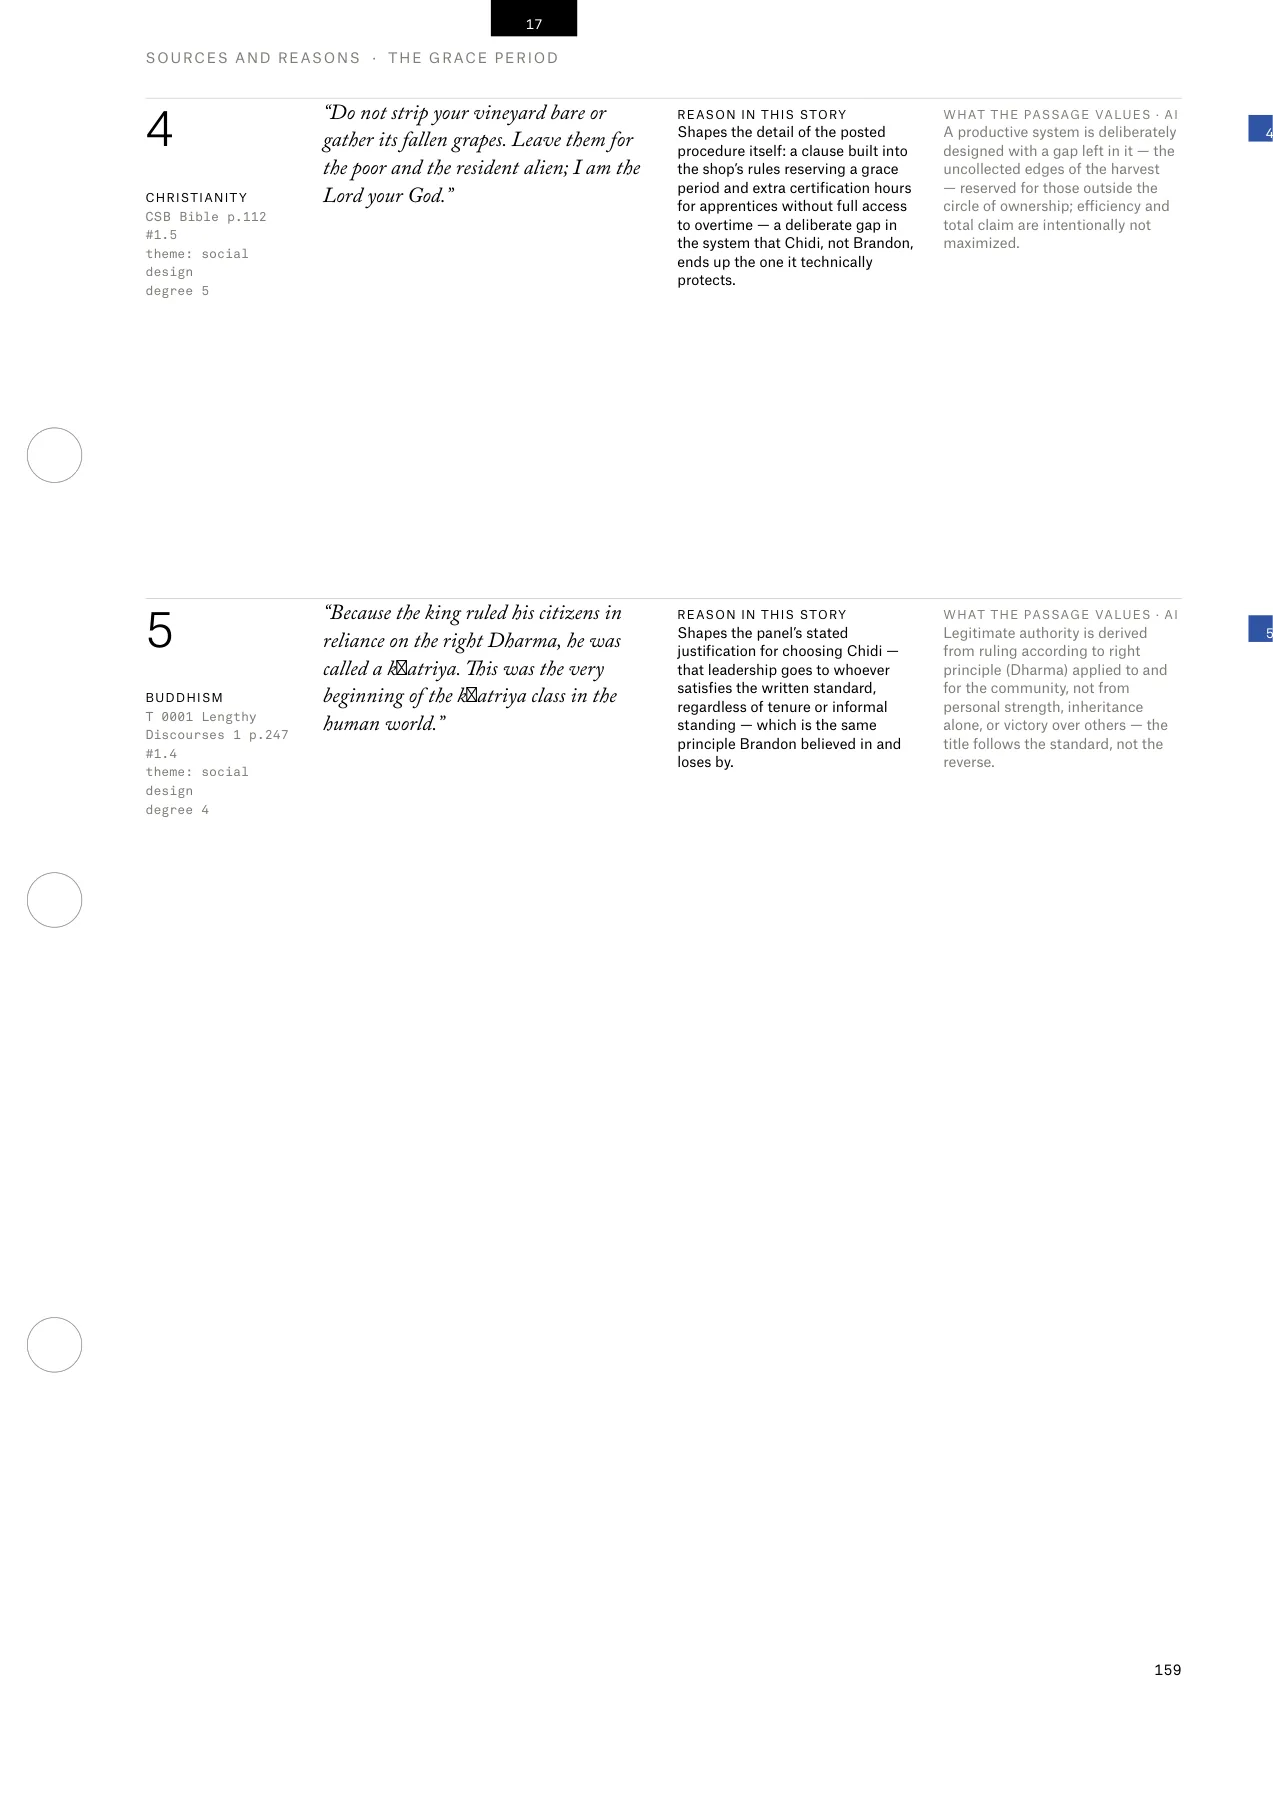 17
SOURCES AND REASONS · THE GRACE PERIOD
4
CHRISTIANITY
CSB Bible p.112
#1.5
theme: social
design
degree 5
“Do not strip your vineyard bare or
gather its fallen grapes. Leave them for
the poor and the resident alien; I am the
Lord your God.”
REASON IN THIS STORY
Shapes the detail of the posted
procedure itself: a clause built into
the shop’s rules reserving a grace
period and extra certification hours
for apprentices without full access
to overtime — a deliberate gap in
the system that Chidi, not Brandon,
ends up the one it technically
protects.
WHAT THE PASSAGE VALUES · AI
A productive system is deliberately
designed with a gap left in it — the
uncollected edges of the harvest
— reserved for those outside the
circle of ownership; efficiency and
total claim are intentionally not
maximized.
4
5
BUDDHISM
T 0001 Lengthy
Discourses 1 p.247
#1.4
theme: social
design
degree 4
“Because the king ruled his citizens in
reliance on the right Dharma, he was
called a k☒atriya. This was the very
beginning of the k☒atriya class in the
human world.”
REASON IN THIS STORY
Shapes the panel’s stated
justification for choosing Chidi —
that leadership goes to whoever
satisfies the written standard,
regardless of tenure or informal
standing — which is the same
principle Brandon believed in and
loses by.
WHAT THE PASSAGE VALUES · AI
Legitimate authority is derived
from ruling according to right
principle (Dharma) applied to and
for the community, not from
personal strength, inheritance
alone, or victory over others — the
title follows the standard, not the
reverse.
5
159